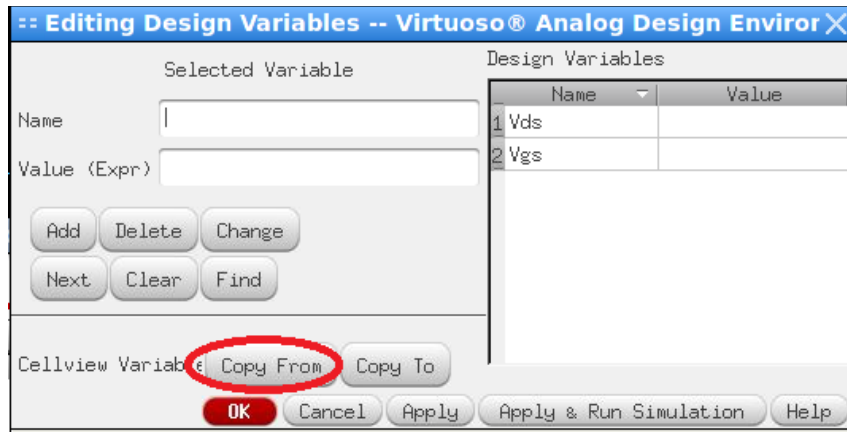 Editing Design Variables -- Virtuoso® Analog Design Enviror
Selected Variable
Name
Value (Expr)
Add Delete Change
Next Clear Find
Cellview Variable
Copy From Copy To
Design Variables
Name Value
1 Vds
2 Vgs
OK Cancel Apply Apply & Run Simulation Help